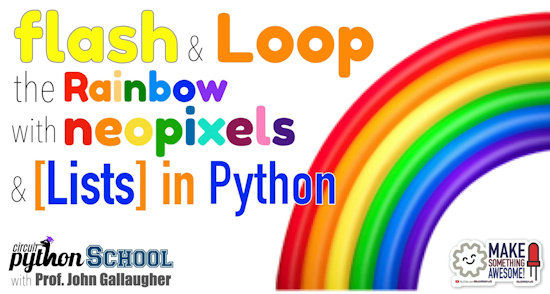 flash & Loop
the Rainbow
with neopixels
& [Lists] in Python
circuit
python SCHOOL
with Prof. John Gallaugher
MAKE
SOMETHING
AWESOME!